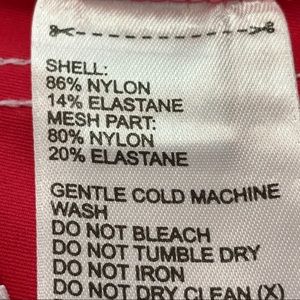 SHELL:
86% NYLON
14% ELASTANE
MESH PART:
80% NYLON
20% ELASTANE
GENTLE COLD MACHINE
WASH
DO NOT BLEACH
DO NOT TUMBLE DRY
DO NOT IRON
DO NOT DRY CLEAN (X)